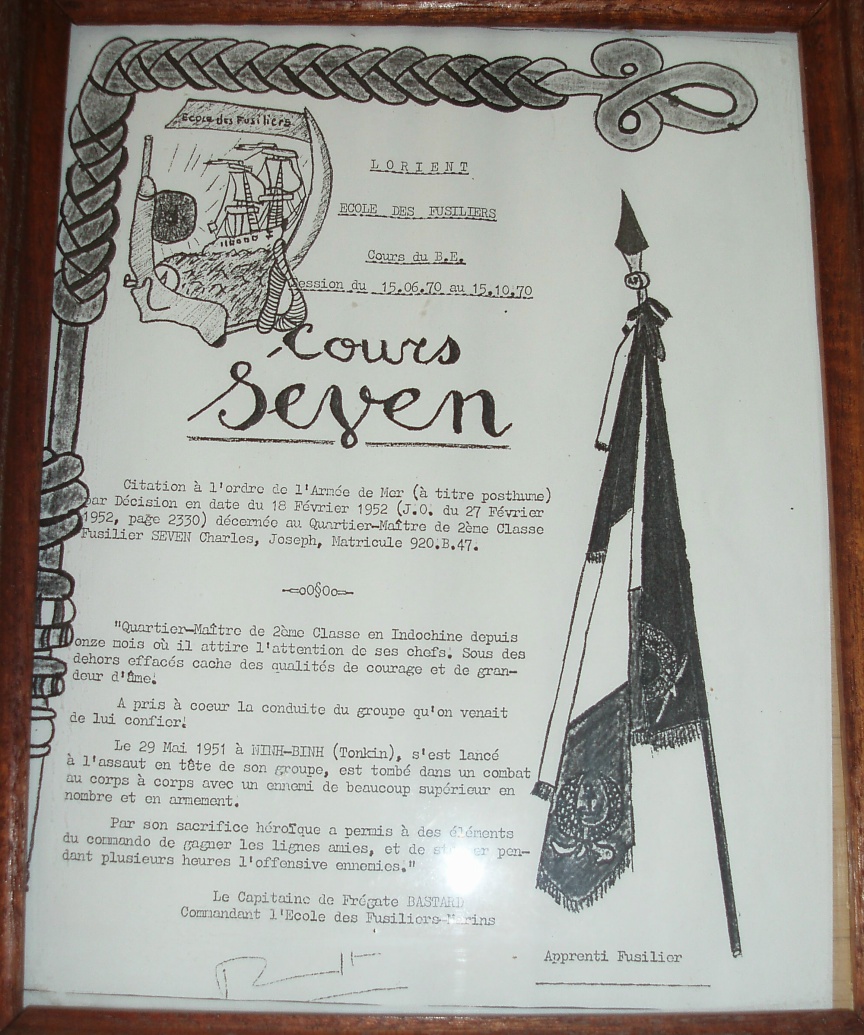 Ecole des Fusiliers
LORIENT
ECOLE DES FUSILIERS
Cours du B.E.
Session du 15.06.70 au 15.10.70
Cours
Seven
Citation à l'ordre de l'Armée de Mer (à titre posthume)
par Décision en date du 18 Février 1952 (J.O. du 27 Février
1952, page 2330) décernée au Quartier-Maître de 2ème Classe
Fusilier SEVEN Charles, Joseph, Matricule 920.B.47.
oO§Oo
"Quartier-Maître de 2ème Classe en Indochine depuis
onze mois où il attire l'attention de ses chefs. Sous des
dehors effacés cache des qualités de courage et de gran-
deur d'âme.
A pris à coeur la conduite du groupe qu'on venait
de lui confier.
Le 29 Mai 1951 à NINH-BINH (Tonkin), s'est lancé
à l'assaut en tête de son groupe, est tombé dans un combat
au corps à corps avec un ennemi de beaucoup supérieur en
nombre et en armement.
Par son sacrifice héroïque a permis à des éléments
du commando de gagner les lignes amies, et de pen-
dant plusieurs heures l'offensive ennemies."
Le Capitaine de Frégate BASTARD
Commandant l'Ecole des Fusiliers-Marins
Apprenti Fusilier